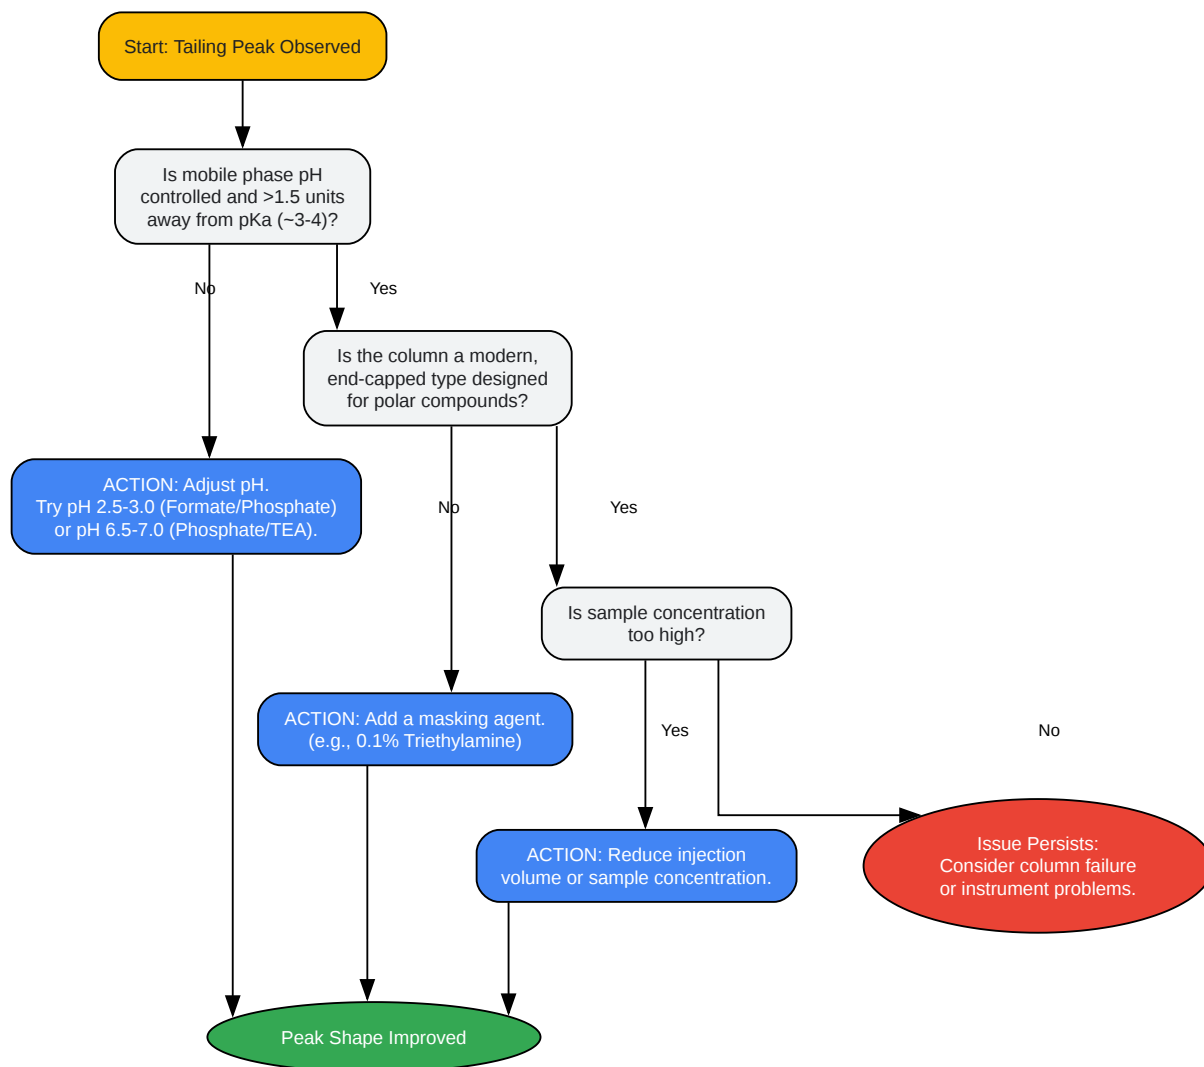 Start: Tailing Peak Observed
Is mobile phase pH
controlled and >1.5 units
away from pKa (~3-4)?
No
Yes
Is the column a modern,
end-capped type designed
for polar compounds?
ACTION: Adjust pH.
Try pH 2.5-3.0 (Formate/Phosphate)
or pH 6.5-7.0 (Phosphate/TEA).
No
Yes
Is sample concentration
too high?
ACTION: Add a masking agent.
(e.g., 0.1% Triethylamine)
Yes
No
ACTION: Reduce injection
volume or sample concentration.
Issue Persists:
Consider column failure
or instrument problems.
Peak Shape Improved